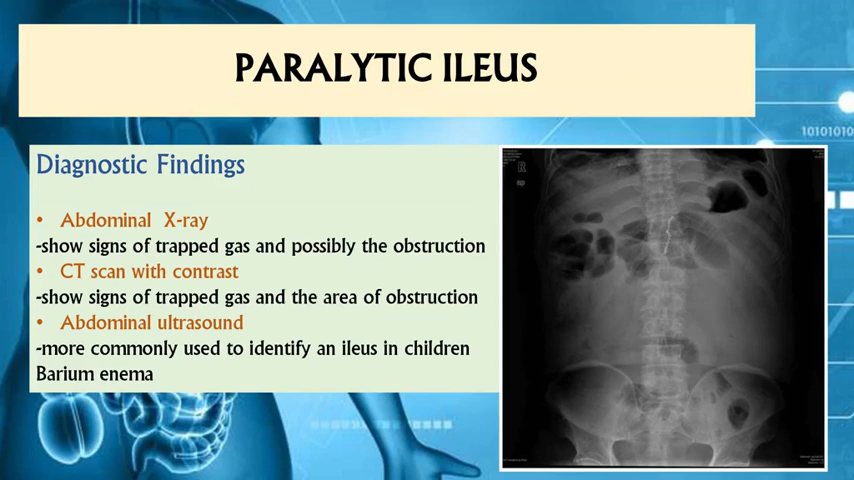 PARALYTIC ILEUS
1010101
Diagnostic Findings
• Abdominal X-ray
-show signs of trapped gas and possibly the obstruction
• CT scan with contrast
-show signs of trapped gas and the area of obstruction
• Abdominal ultrasound
-more commonly used to identify an ileus in children
Barium enema
R